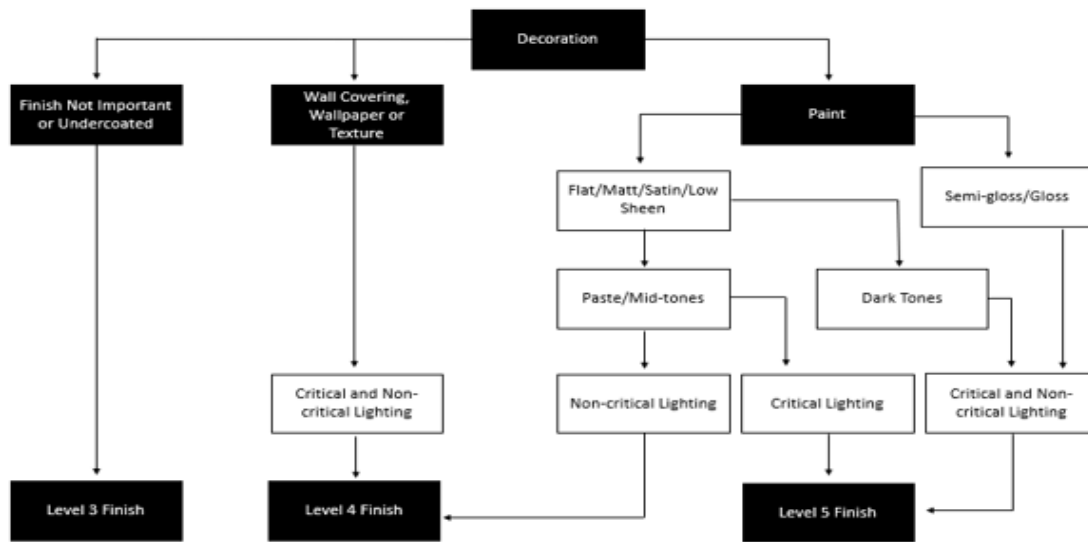 Decoration
Finish Not Important
or Undercoated
Wall Covering,
Wallpaper or
Texture
Paint
Flat/Matt/Satin/Low
Sheen
Semi-gloss/Gloss
Paste/Mid-tones
Dark Tones
Critical and Non-
critical Lighting
Non-critical Lighting
Critical Lighting
Critical and Non-
critical Lighting
Level 3 Finish
Level 4 Finish
Level 5 Finish